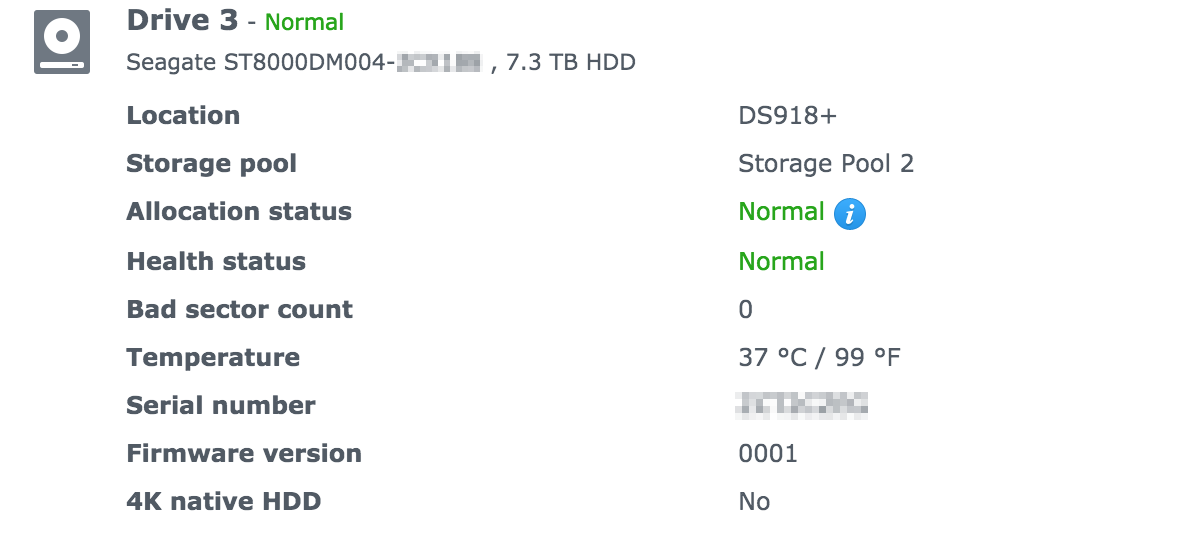 Drive 3 - Normal
Seagate ST8000DM004- , 7.3 TB HDD
Location DS918+
Storage pool Storage Pool 2
Allocation status Normal i
Health status Normal
Bad sector count 0
Temperature 37 °C / 99 °F
Serial number
Firmware version 0001
4K native HDD No